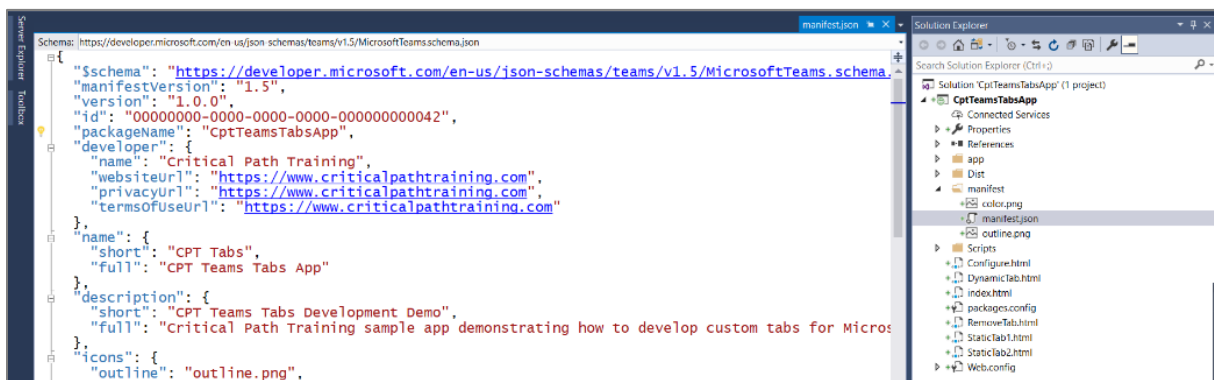 manifest.json
Solution Explorer
Server Explorer
Toolbox
Schema: https://developer.microsoft.com/en-us/json-schemas/teams/v1.5/MicrosoftTeams.schema.json
{
"$schema": "https://developer.microsoft.com/en-us/json-schemas/teams/v1.5/MicrosoftTeams.schema.
"manifestVersion": "1.5",
"version": "1.0.0",
"id": "00000000-0000-0000-0000-000000000042",
"packageName": "CptTeamsTabsApp",
"developer": {
"name": "Critical Path Training",
"websiteUrl": "https://www.criticalpathtraining.com",
"privacyUrl": "https://www.criticalpathtraining.com",
"termsOfUseUrl": "https://www.criticalpathtraining.com"
},
"name": {
"short": "CPT Tabs",
"full": "CPT Teams Tabs App"
},
"description": {
"short": "CPT Teams Tabs Development Demo",
"full": "Critical Path Training sample app demonstrating how to develop custom tabs for Micros
},
"icons": {
"outline": "outline.png",
Search Solution Explorer (Ctrl+;)
Solution 'CptTeamsTabsApp' (1 project)
CptTeamsTabsApp
Connected Services
Properties
References
app
Dist
manifest
color.png
manifest.json
outline.png
Scripts
Configure.html
DynamicTab.html
index.html
packages.config
RemoveTab.html
StaticTab1.html
StaticTab2.html
Web.config